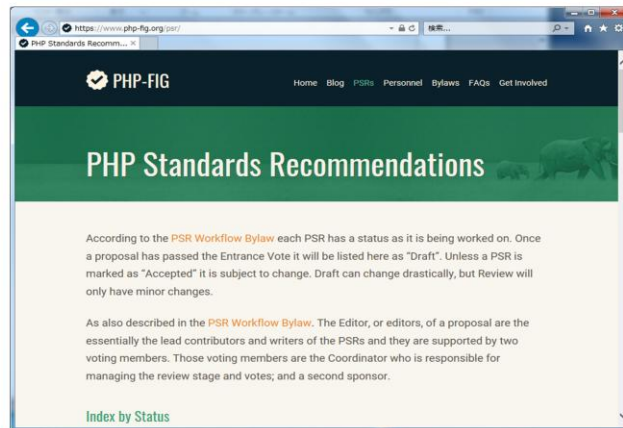 https://www.php-fig.org/psr/
検索...
PHP Standards Recomm...
PHP-FIG
Home Blog PSRs Personnel Bylaws FAQs Get Involved
PHP Standards Recommendations
According to the PSR Workflow Bylaw each PSR has a status as it is being worked on. Once
a proposal has passed the Entrance Vote it will be listed here as "Draft". Unless a PSR is
marked as "Accepted" it is subject to change. Draft can change drastically, but Review will
only have minor changes.
As also described in the PSR Workflow Bylaw. The Editor, or editors, of a proposal are the
essentially the lead contributors and writers of the PSRs and they are supported by two
voting members. Those voting members are the Coordinator who is responsible for
managing the review stage and votes; and a second sponsor.
Index by Status